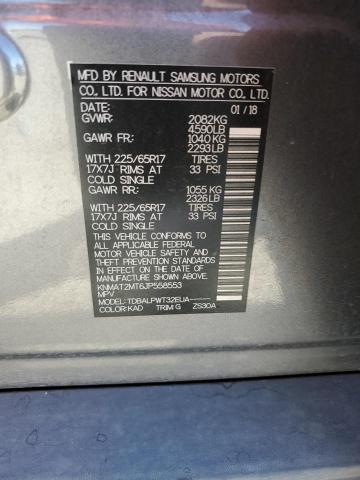 MFD BY RENAULT SAMSUNG MOTORS
CO., LTD. FOR NISSAN MOTOR CO., LTD.
DATE: 01 / 18
GVWR: 2082KG
4590LB
GAWR FR: 1040 KG
2293LB
WITH 225/65R17 TIRES
17X7J RIMS AT 33 PSI
COLD SINGLE
GAWR RR: 1055 KG
2326LB
WITH 225/65R17 TIRES
17X7J RIMS AT 33 PSI
COLD SINGLE
THIS VEHICLE CONFORMS TO
ALL APPLICABLE FEDERAL
MOTOR VEHICLE SAFETY AND
THEFT PREVENTION STANDARDS
IN EFFECT ON THE DATE OF
MANUFACTURE SHOWN ABOVE.
KNMAT2MT6JP558553
MPV
MODEL: TDBALPWT32EUA------
COLOR:KAD TRIM:G ZS30A